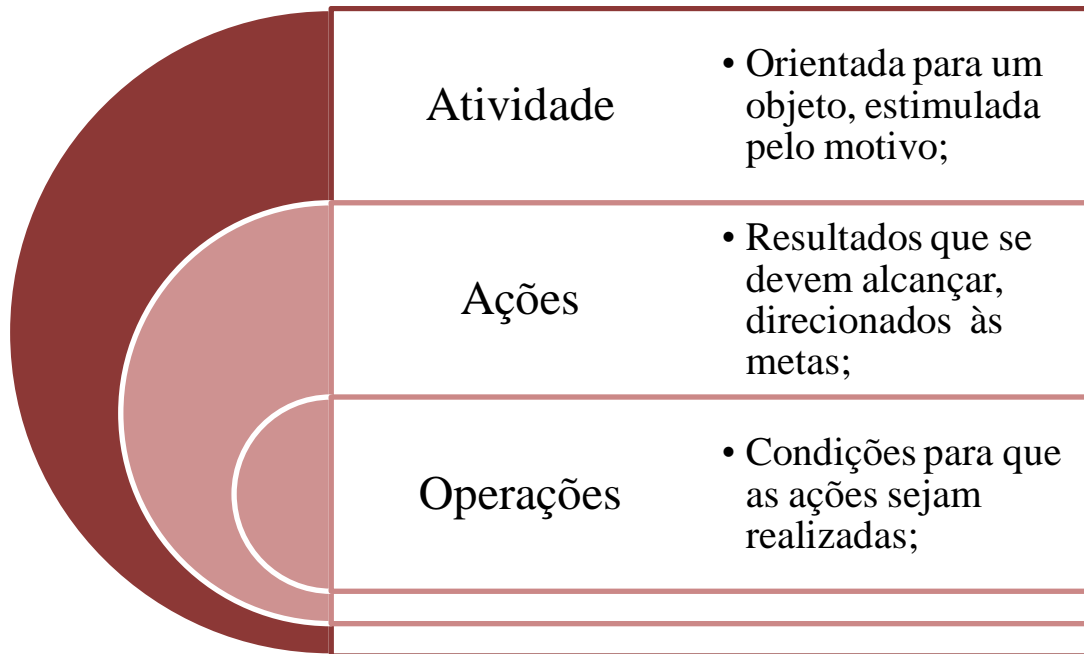 Atividade
• Orientada para um
objeto, estimulada
pelo motivo;
Ações
• Resultados que se
devem alcançar,
direcionados às
metas;
Operações
• Condições para que
as ações sejam
realizadas;